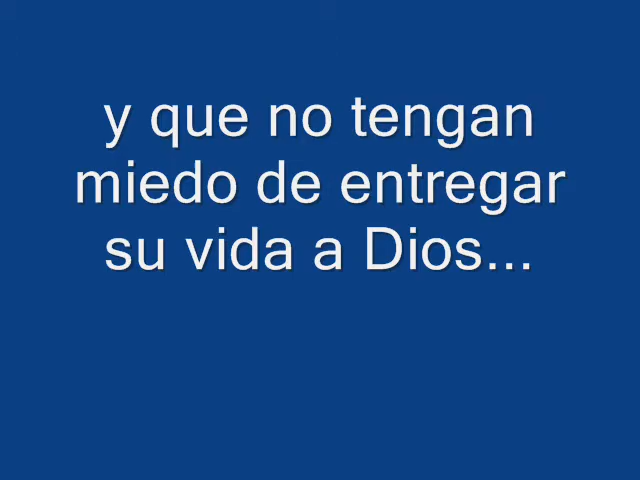 y que no tengan
miedo de entregar
su vida a Dios...